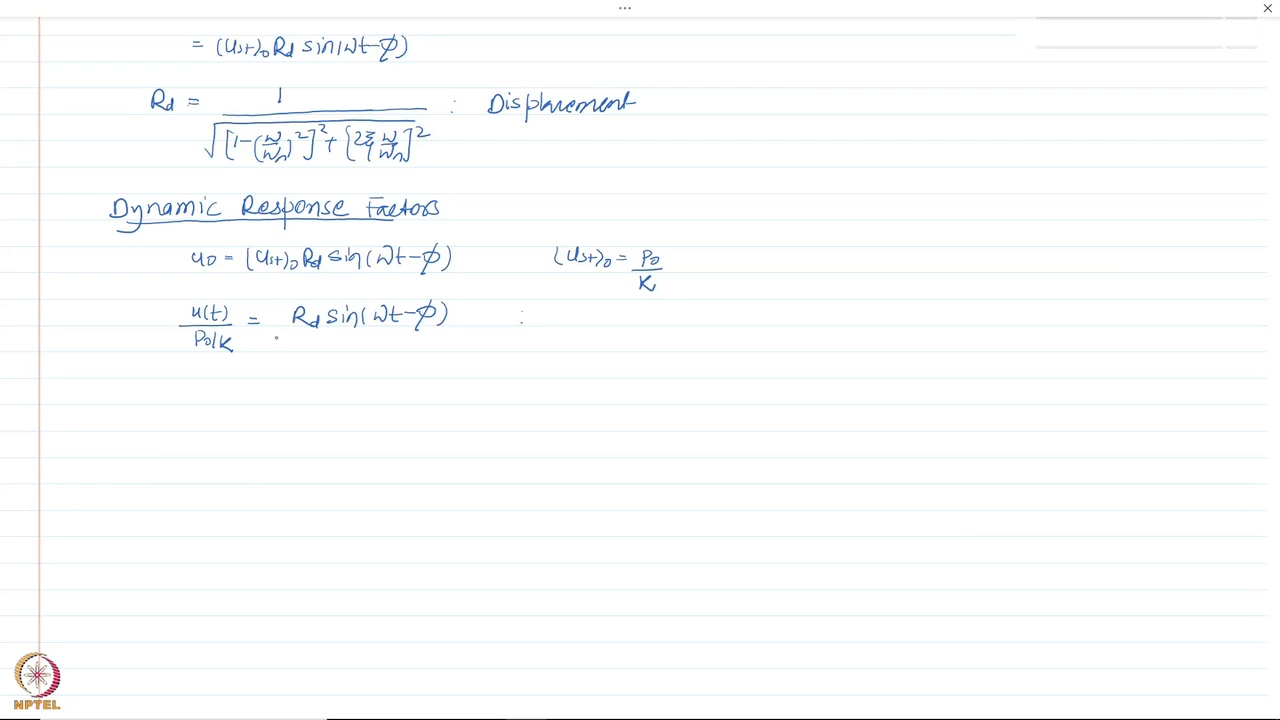 = (Ust)₀ Rd sin(ωt-φ)
Rd = 1 / √([1-(ω/ωn)²]² + [2ξ ω/ωn]²) : Displacement
Dynamic Response Factors
u0 = (Ust)₀ Rd sin(ωt-φ) (Ust)₀ = P₀/K
u(t)/(P₀/K) = Rd sin(ωt-φ) :
NPTEL